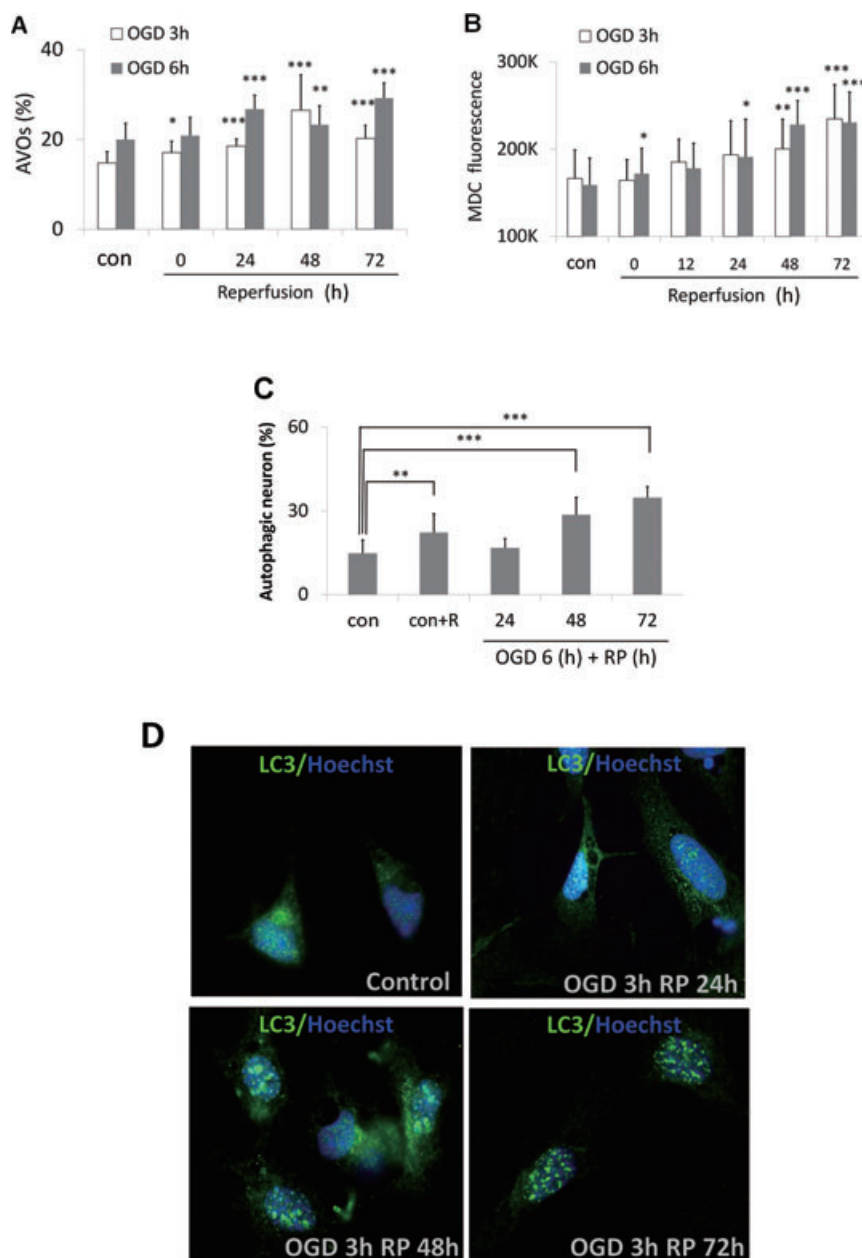 A
OGD 3h
OGD 6h
AVOs (%)
40
20
0
*
***
***
***
**
***
***
con
0
24
48
72
Reperfusion (h)
B
OGD 3h
OGD 6h
MDC fluorescence
300K
200K
100K
*
*
**
***
***
***
con
0
12
24
48
72
Reperfusion (h)
C
Autophagic neuron (%)
60
30
0
***
***
**
con
con+R
24
48
72
OGD 6 (h) + RP (h)
D
LC3/Hoechst
Control
LC3/Hoechst
OGD 3h RP 24h
LC3/Hoechst
OGD 3h RP 48h
LC3/Hoechst
OGD 3h RP 72h